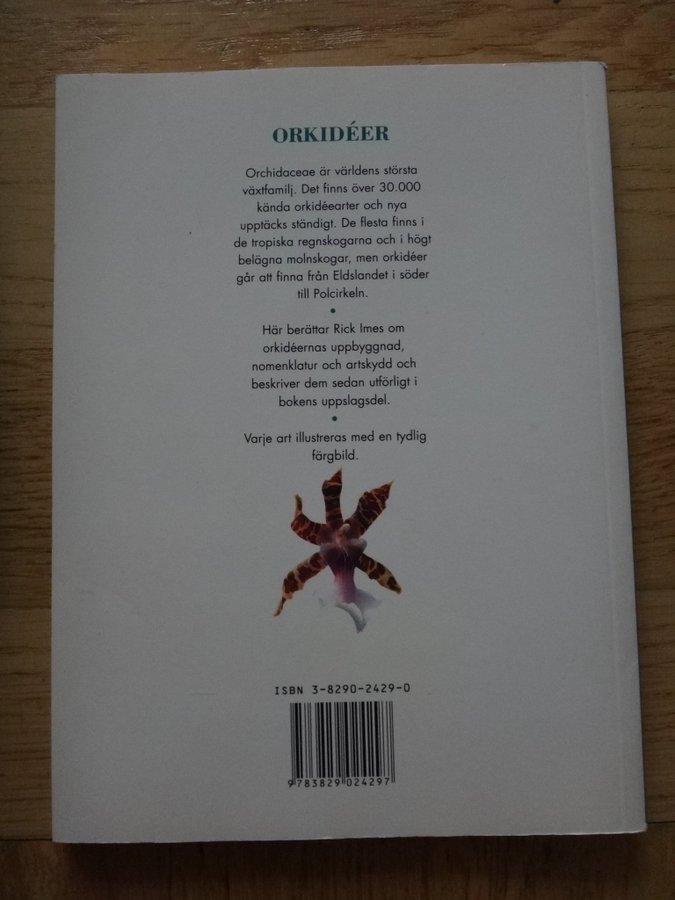 ORKIDÉER
Orchidaceae är världens största
växtfamilj. Det finns över 30.000
kända orkidéearter och nya
upptäcks ständigt. De flesta finns i
de tropiska regnskogarna och i högt
belägna molnskogar, men orkidéer
går att finna från Eldslandet i söder
till Polcirkeln.
•
Här berättar Rick Imes om
orkidéernas uppbyggnad,
nomenklatur och artskydd och
beskriver dem sedan utförligt i
bokens uppslagsdel.
•
Varje art illustreras med en tydlig
färgbild.
ISBN 3-8290-2429-0
9 783829 024297